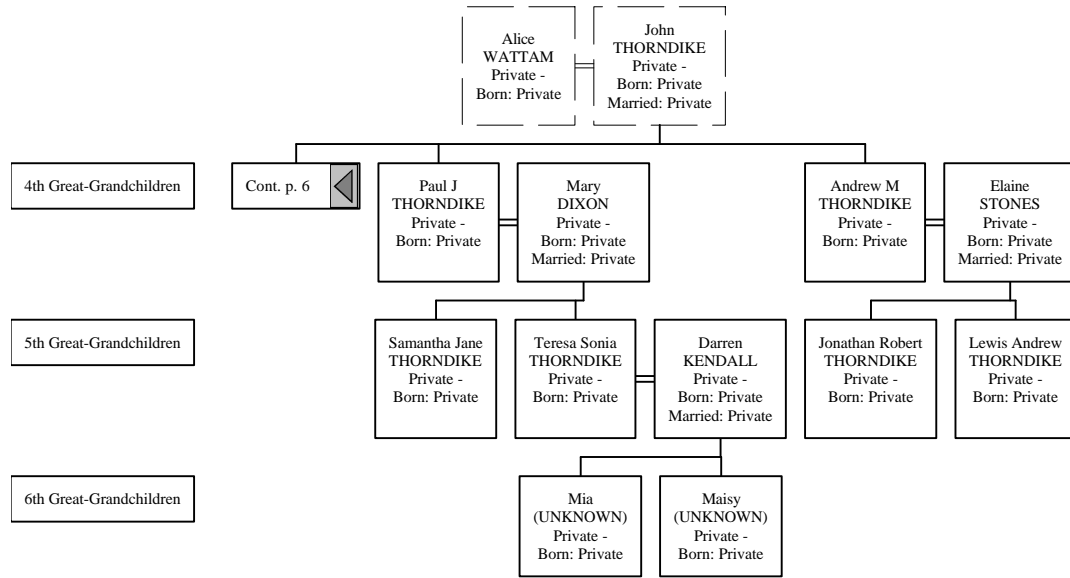 Alice
WATTAM
Private -
Born: Private
John
THORNDIKE
Private -
Born: Private
Married: Private
4th Great-Grandchildren
Cont. p. 6
Paul J
THORNDIKE
Private -
Born: Private
Mary
DIXON
Private -
Born: Private
Married: Private
Andrew M
THORNDIKE
Private -
Born: Private
Elaine
STONES
Private -
Born: Private
Married: Private
5th Great-Grandchildren
Samantha Jane
THORNDIKE
Private -
Born: Private
Teresa Sonia
THORNDIKE
Private -
Born: Private
Darren
KENDALL
Private -
Born: Private
Married: Private
Jonathan Robert
THORNDIKE
Private -
Born: Private
Lewis Andrew
THORNDIKE
Private -
Born: Private
6th Great-Grandchildren
Mia
(UNKNOWN)
Private -
Born: Private
Maisy
(UNKNOWN)
Private -
Born: Private